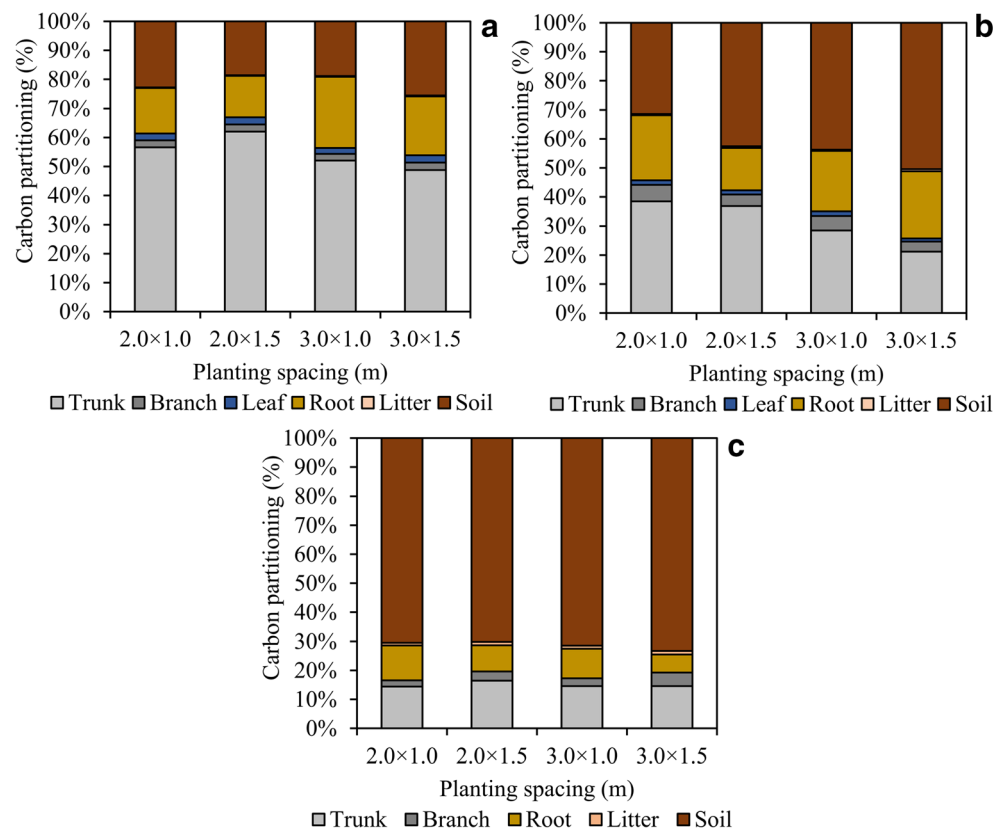 a
Carbon partitioning (%)
100%
90%
80%
70%
60%
50%
40%
30%
20%
10%
0%
2.0×1.0 2.0×1.5 3.0×1.0 3.0×1.5
Planting spacing (m)
Trunk Branch Leaf Root Litter Soil
b
Carbon partitioning (%)
100%
90%
80%
70%
60%
50%
40%
30%
20%
10%
0%
2.0×1.0 2.0×1.5 3.0×1.0 3.0×1.5
Planting spacing (m)
Trunk Branch Leaf Root Litter Soil
c
Carbon partitioning (%)
100%
90%
80%
70%
60%
50%
40%
30%
20%
10%
0%
2.0×1.0 2.0×1.5 3.0×1.0 3.0×1.5
Planting spacing (m)
Trunk Branch Root Litter Soil